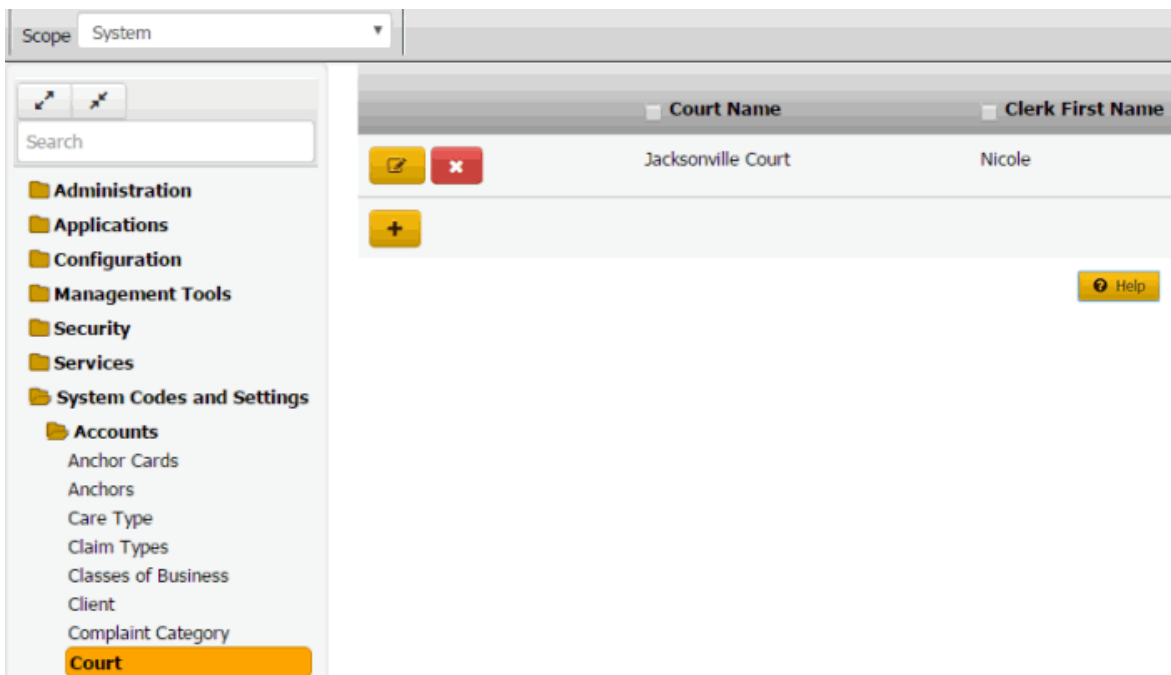 Scope System
Search
Administration
Applications
Configuration
Management Tools
Security
Services
System Codes and Settings
Accounts
Anchor Cards
Anchors
Care Type
Claim Types
Classes of Business
Client
Complaint Category
Court
Court Name Clerk First Name
Jacksonville Court Nicole
Help